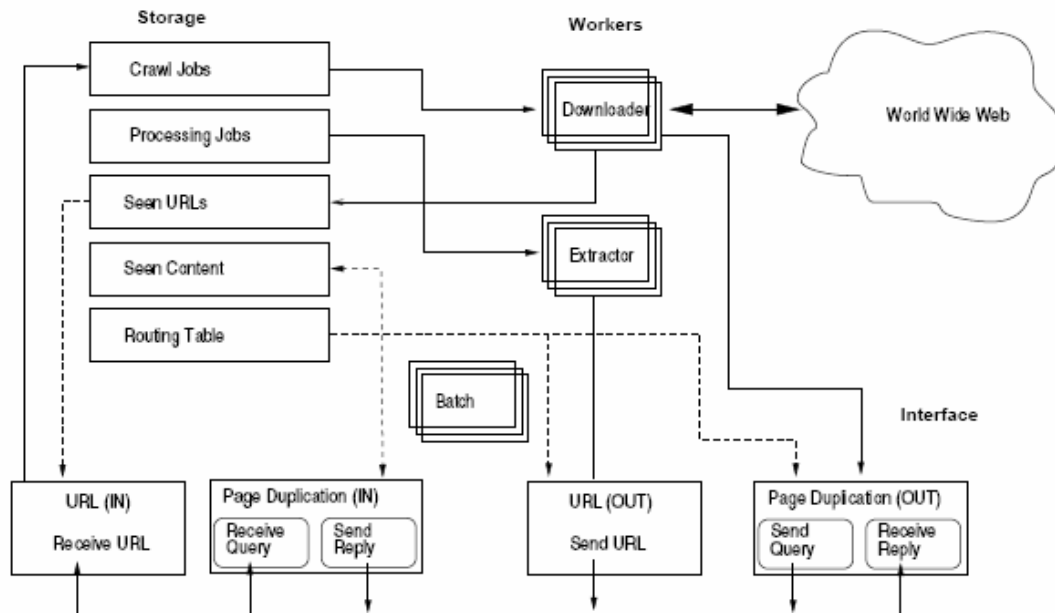 Storage
Workers
Crawl Jobs
Downloader
World Wide Web
Processing Jobs
Seen URLs
Seen Content
Extractor
Routing Table
Batch
Interface
URL (IN)
Receive URL
Page Duplication (IN)
Receive
Query
Send
Reply
URL (OUT)
Send URL
Page Duplication (OUT)
Send
Query
Receive
Reply